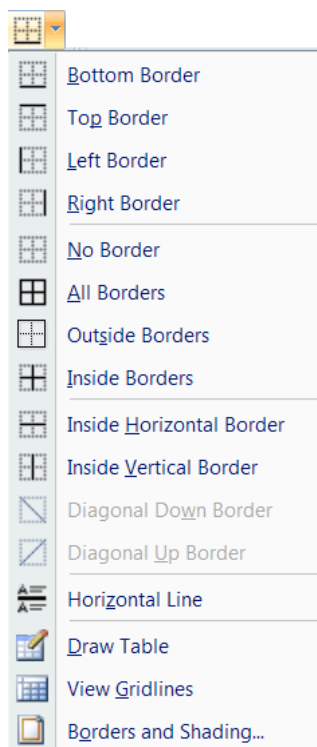 Bottom Border
Top Border
Left Border
Right Border
No Border
All Borders
Outside Borders
Inside Borders
Inside Horizontal Border
Inside Vertical Border
Diagonal Down Border
Diagonal Up Border
Horizontal Line
Draw Table
View Gridlines
Borders and Shading...